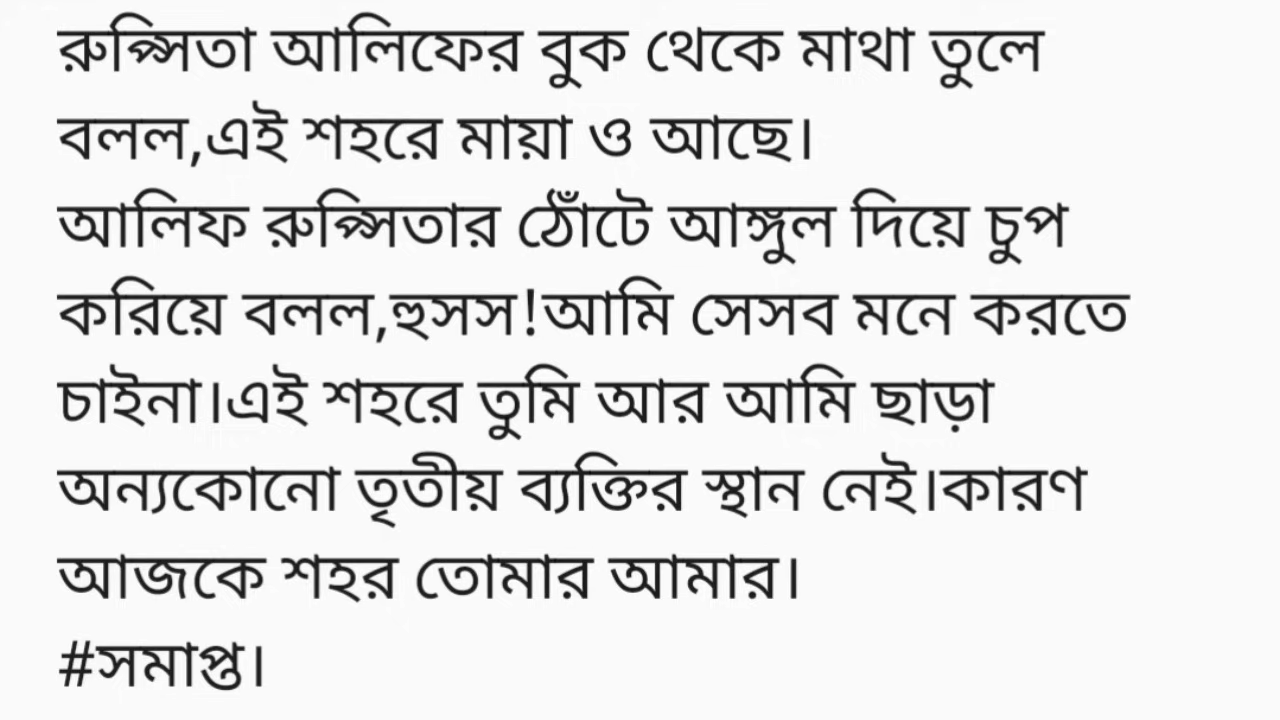 রুপ্সিতা আলিফের বুক থেকে মাথা তুলে
বলল,এই শহরে মায়া ও আছে।
আলিফ রুপ্সিতার ঠোঁটে আঙ্গুল দিয়ে চুপ
করিয়ে বলল,হুসস!আমি সেসব মনে করতে
চাইনা।এই শহরে তুমি আর আমি ছাড়া
অন্যকোনো তৃতীয় ব্যক্তির স্থান নেই।কারণ
আজকে শহর তোমার আমার।
#সমাপ্ত।